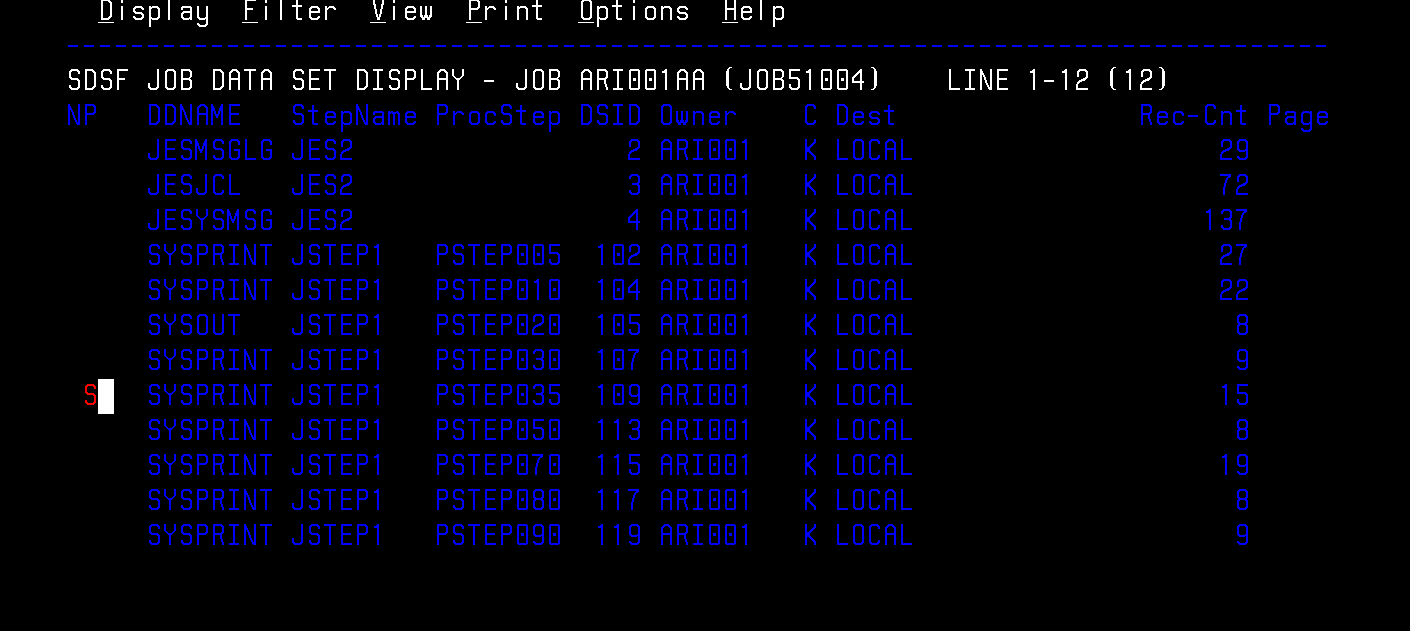 Display  Filter  View  Print  Options  Help
-------------------------------------------------------------------------------
SDSF JOB DATA SET DISPLAY - JOB ARI001AA (JOB51004)    LINE 1-12 (12)
NP   DDNAME   StepName ProcStep DSID Owner    C Dest               Rec-Cnt Page
     JESMSGLG JES2                 2 ARI001   K LOCAL                   29
     JESJCL   JES2                 3 ARI001   K LOCAL                   72
     JESYSMSG JES2                 4 ARI001   K LOCAL                  137
     SYSPRINT JSTEP1   PSTEP005  102 ARI001   K LOCAL                   27
     SYSPRINT JSTEP1   PSTEP010  104 ARI001   K LOCAL                   22
     SYSOUT   JSTEP1   PSTEP020  105 ARI001   K LOCAL                    8
     SYSPRINT JSTEP1   PSTEP030  107 ARI001   K LOCAL                    9
 S   SYSPRINT JSTEP1   PSTEP035  109 ARI001   K LOCAL                   15
     SYSPRINT JSTEP1   PSTEP050  113 ARI001   K LOCAL                    8
     SYSPRINT JSTEP1   PSTEP070  115 ARI001   K LOCAL                   19
     SYSPRINT JSTEP1   PSTEP080  117 ARI001   K LOCAL                    8
     SYSPRINT JSTEP1   PSTEP090  119 ARI001   K LOCAL                    9